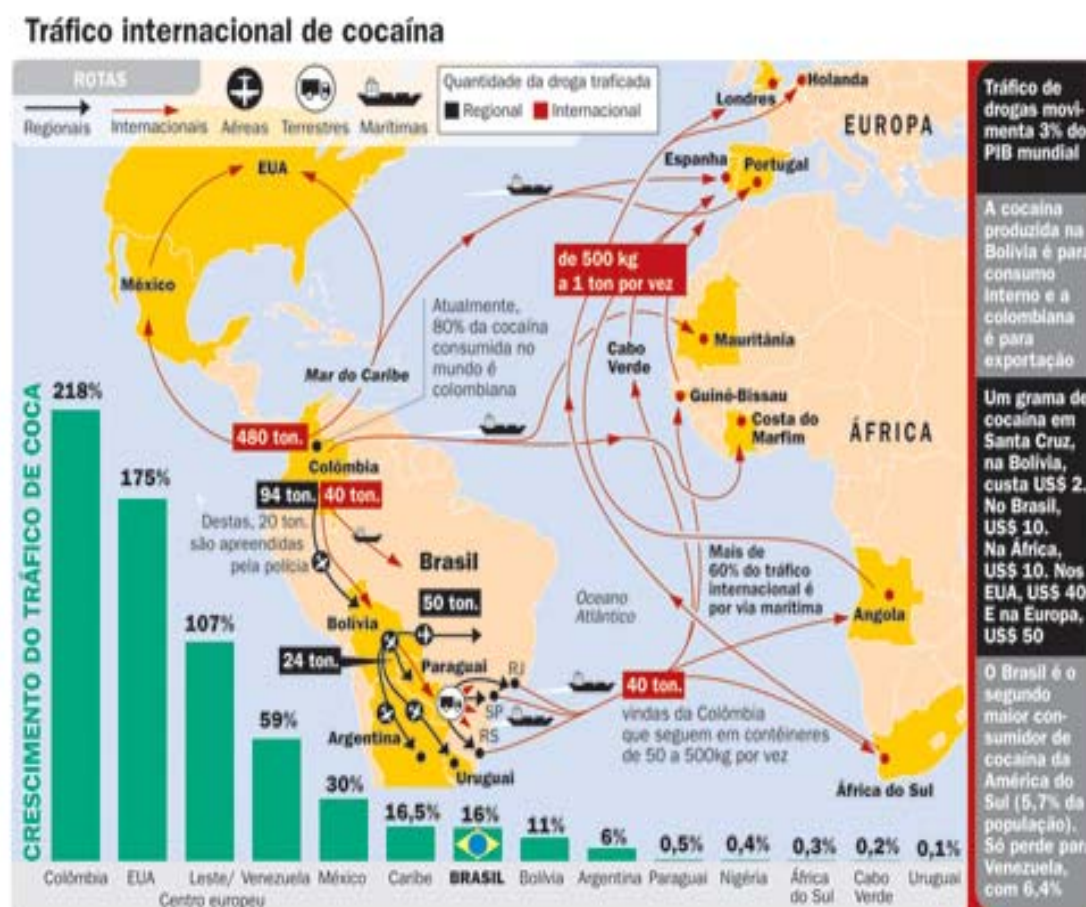 Tráfico internacional de cocaína
ROTAS
Regionais
Internacionais
Aéreas
Terrestres
Marítimas
Quantidade da droga traficada
Regional
Internacional
EUA
México
Mar do Caribe
Atualmente,
80% da cocaína
consumida no
mundo é
colombiana
480 ton.
Colômbia
94 ton.
40 ton.
Destas, 20 ton.
são apreendidas
pela polícia
Brasil
50 ton.
Bolívia
24 ton.
Paraguai
RJ
SP
RS
Argentina
Uruguai
Oceano
Atlântico
Londres
Holanda
EUROPA
Espanha
Portugal
de 500 kg
a 1 ton por vez
Mauritânia
Cabo
Verde
Guiné-Bissau
Costa do
Marfim
ÁFRICA
Mais de
60% do tráfico
internacional é
por via marítima
Angola
40 ton.
vindas da Colômbia
que seguem em contêineres
de 50 a 500kg por vez
África do Sul
CRESCIMENTO DO TRÁFICO DE COCA
218%
175%
107%
59%
30%
16,5%
16%
11%
6%
0,5%
0,4%
0,3%
0,2%
0,1%
Colômbia
EUA
Leste/
Centro europeu
Venezuela
México
Caribe
BRASIL
Bolívia
Argentina
Paraguai
Nigéria
África
do Sul
Cabo
Verde
Uruguai
Tráfico de
drogas movi-
menta 3% do
PIB mundial
A cocaína
produzida na
Bolívia é para
consumo
interno e a
colombiana
é para
exportação
Um grama de
cocaína em
Santa Cruz,
na Bolívia,
custa US$ 2.
No Brasil,
US$ 10.
Na África,
US$ 10. Nos
EUA, US$ 40
E na Europa,
US$ 50
O Brasil é o
segundo
maior con-
sumidor de
cocaína da
América do
Sul (5,7% da
população).
Só perde para
Venezuela,
com 6,4%